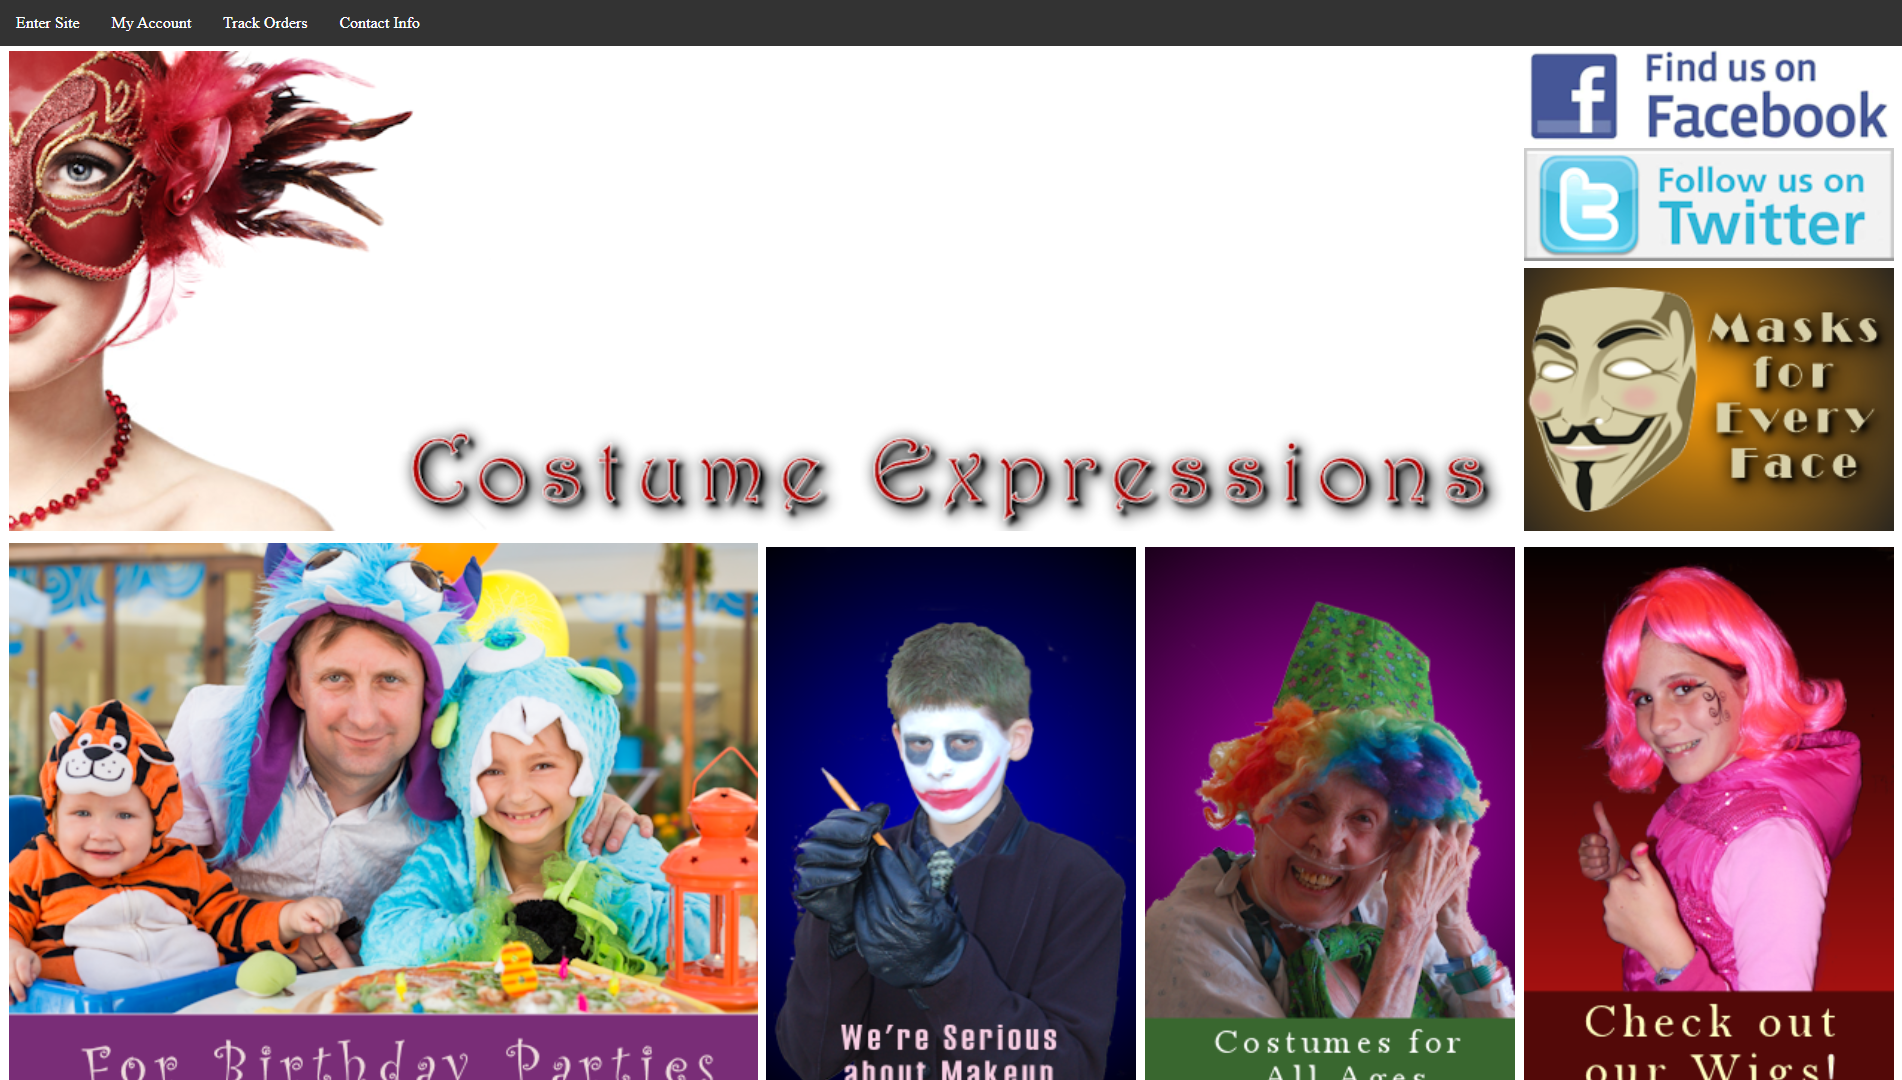 Enter Site My Account Track Orders Contact Info
Find us on
Facebook
Follow us on
Twitter
Masks
for
Every
Face
Costume Expressions
For Birthday Parties
We're Serious
about Makeup
Costumes for
All Ages
Check out
our Wigs!